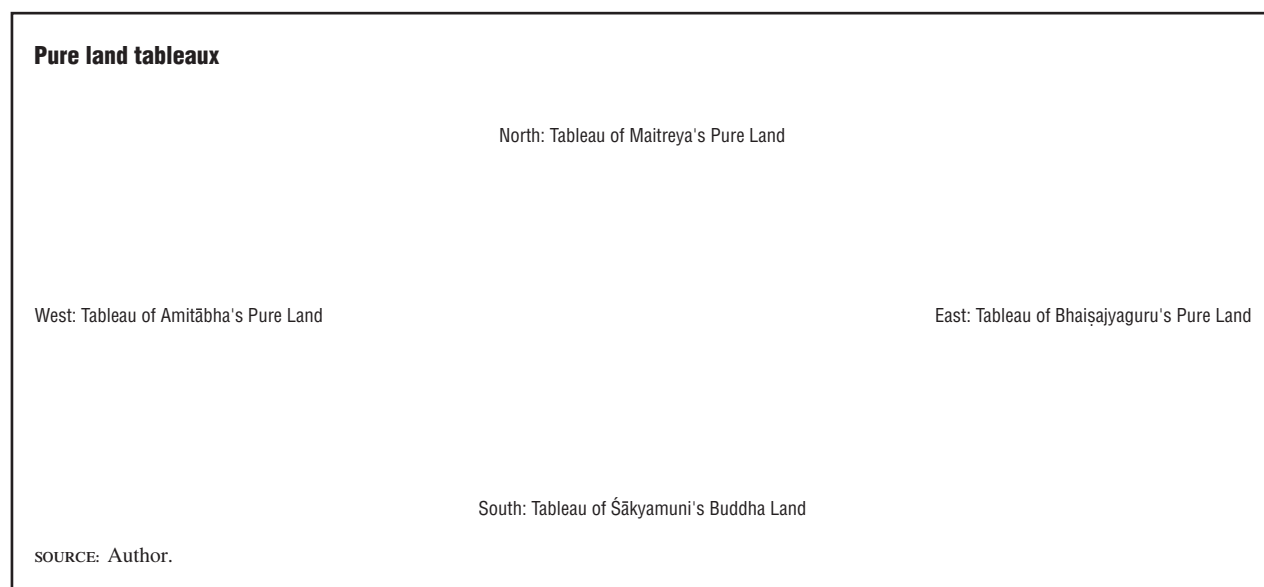 Pure land tableaux
North: Tableau of Maitreya's Pure Land
West: Tableau of Amitābha's Pure Land
East: Tableau of Bhaiṣajyaguru's Pure Land
South: Tableau of Śākyamuni's Buddha Land
SOURCE: Author.